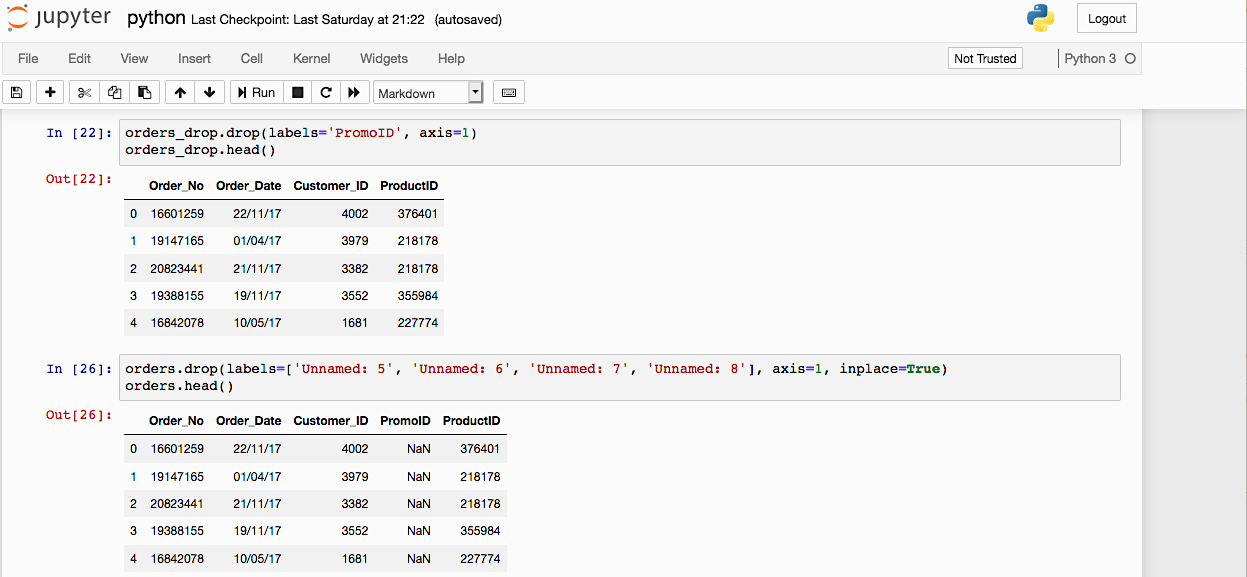 jupyter python Last Checkpoint: Last Saturday at 21:22 (autosaved) Logout
File Edit View Insert Cell Kernel Widgets Help Not Trusted Python 3
Run Markdown
In [22]: orders_drop.drop(labels='PromoID', axis=1)
orders_drop.head()
Out[22]:
Order_No Order_Date Customer_ID ProductID
0 16601259 22/11/17 4002 376401
1 19147165 01/04/17 3979 218178
2 20823441 21/11/17 3382 218178
3 19388155 19/11/17 3552 355984
4 16842078 10/05/17 1681 227774
In [26]: orders.drop(labels=['Unnamed: 5', 'Unnamed: 6', 'Unnamed: 7', 'Unnamed: 8'], axis=1, inplace=True)
orders.head()
Out[26]:
Order_No Order_Date Customer_ID PromoID ProductID
0 16601259 22/11/17 4002 NaN 376401
1 19147165 01/04/17 3979 NaN 218178
2 20823441 21/11/17 3382 NaN 218178
3 19388155 19/11/17 3552 NaN 355984
4 16842078 10/05/17 1681 NaN 227774